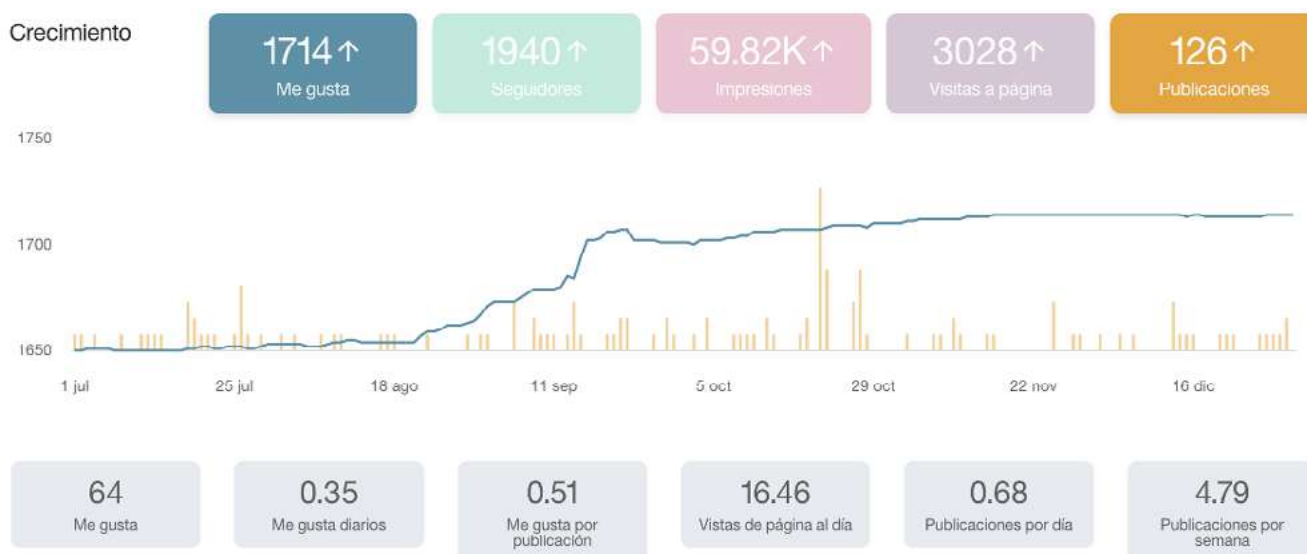 Crecimiento
1714 ↑
Me gusta
1940 ↑
Seguidores
59.82K ↑
Impresiones
3028 ↑
Visitas a página
126 ↑
Publicaciones
1750
1700
1650
1 jul
25 jul
18 ago
11 sep
5 oct
29 oct
22 nov
16 dic
64
Me gusta
0.35
Me gusta diarios
0.51
Me gusta por
publicación
16.46
Vistas de página al día
0.68
Publicaciones por día
4.79
Publicaciones por
semana